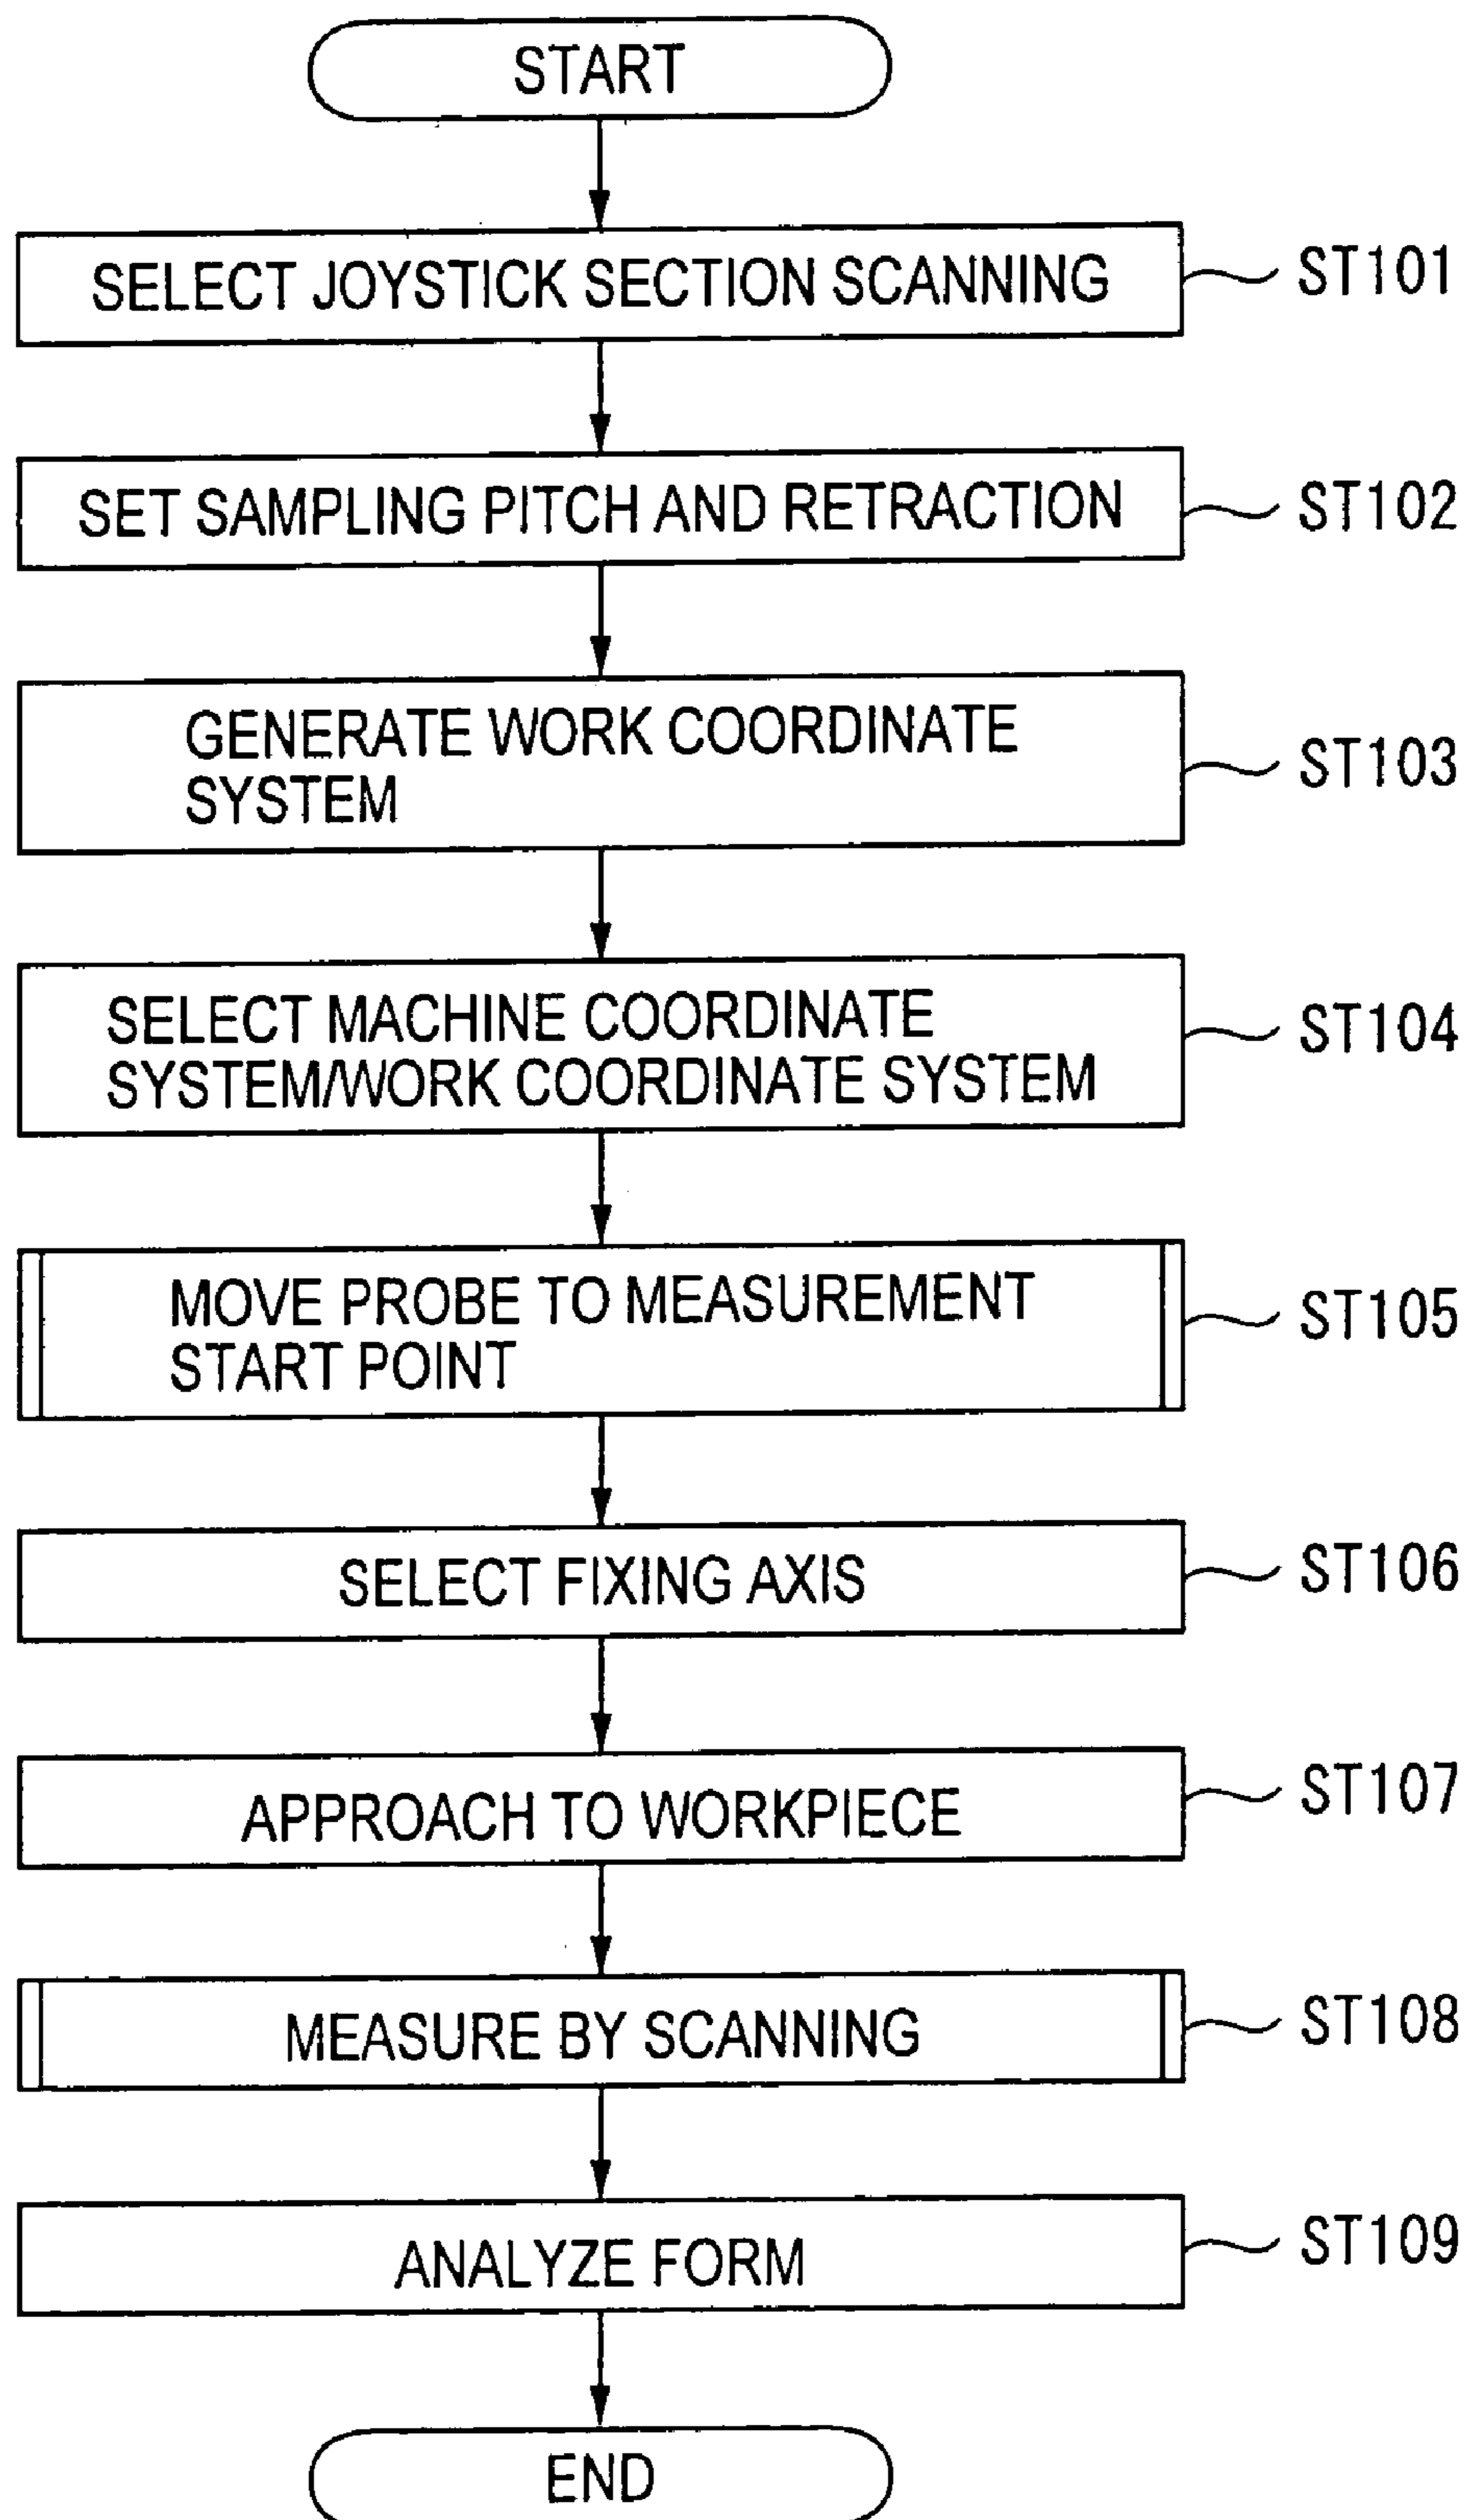 START
SELECT JOYSTICK SECTION SCANNING
ST101
SET SAMPLING PITCH AND RETRACTION
ST102
GENERATE WORK COORDINATE
SYSTEM
ST103
SELECT MACHINE COORDINATE
SYSTEM/WORK COORDINATE SYSTEM
ST104
MOVE PROBE TO MEASUREMENT
START POINT
ST105
SELECT FIXING AXIS
ST106
APPROACH TO WORKPIECE
ST107
MEASURE BY SCANNING
ST108
ANALYZE FORM
ST109
END